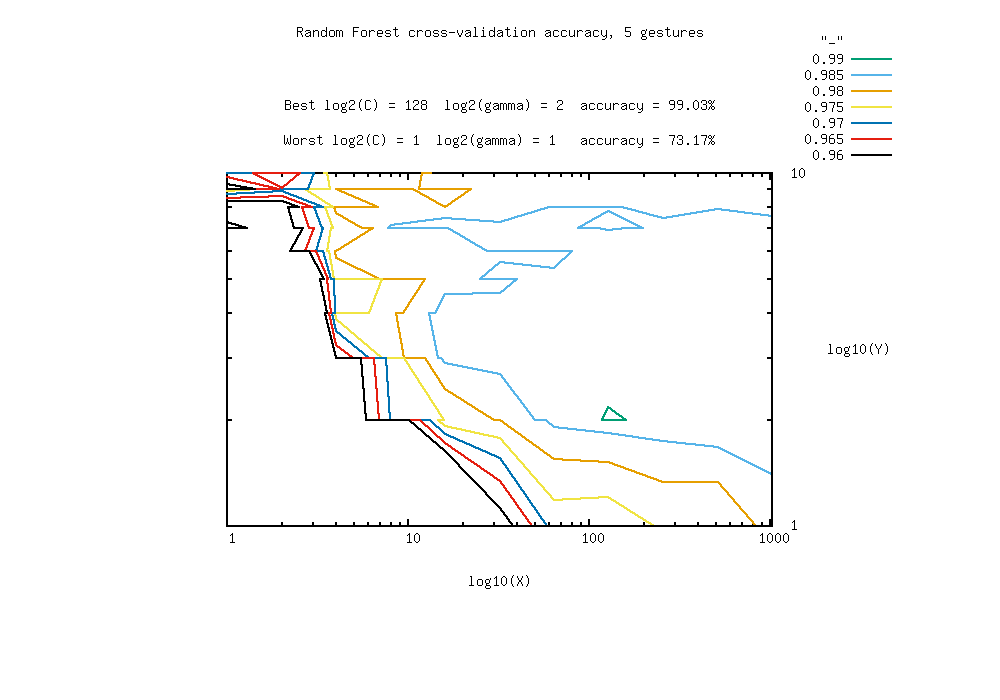 Random Forest cross-validation accuracy, 5 gestures
"_"
0.99
0.985
0.98
0.975
0.97
0.965
0.96
Best log2(C) = 128  log2(gamma) = 2  accuracy = 99.03%
Worst log2(C) = 1  log2(gamma) = 1   accuracy = 73.17%
10
log10(Y)
1
1 10 100 1000
log10(X)